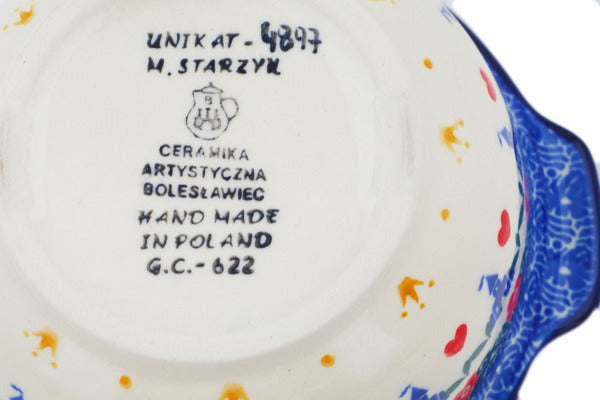 UNIKAT - 4897
M. STARZYK
B
CERAMIKA
ARTYSTYCZNA
BOLESŁAWIEC
HAND MADE
IN POLAND
G.C. - 622